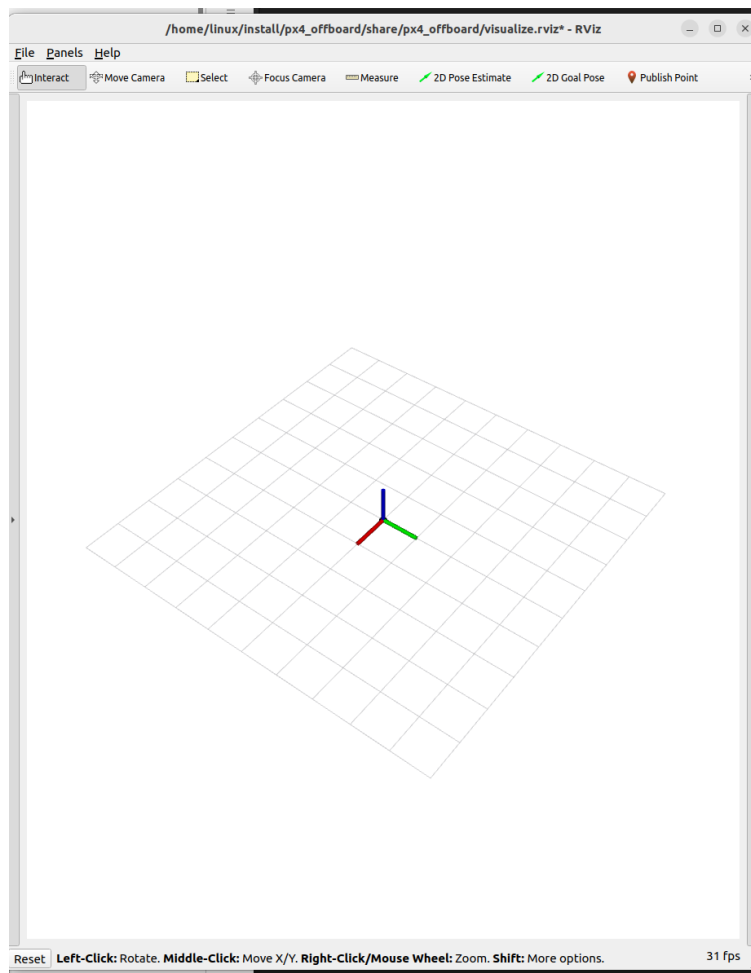 /home/linux/install/px4_offboard/share/px4_offboard/visualize.rviz* - RViz
File Panels Help
Interact Move Camera Select Focus Camera Measure 2D Pose Estimate 2D Goal Pose Publish Point
Reset Left-Click: Rotate. Middle-Click: Move X/Y. Right-Click/Mouse Wheel: Zoom. Shift: More options. 31 fps